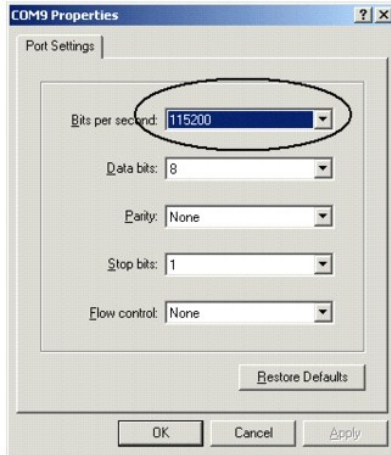 COM9 Properties
Port Settings
Bits per second: 115200
Data bits: 8
Parity: None
Stop bits: 1
Flow control: None
Restore Defaults
OK Cancel Apply